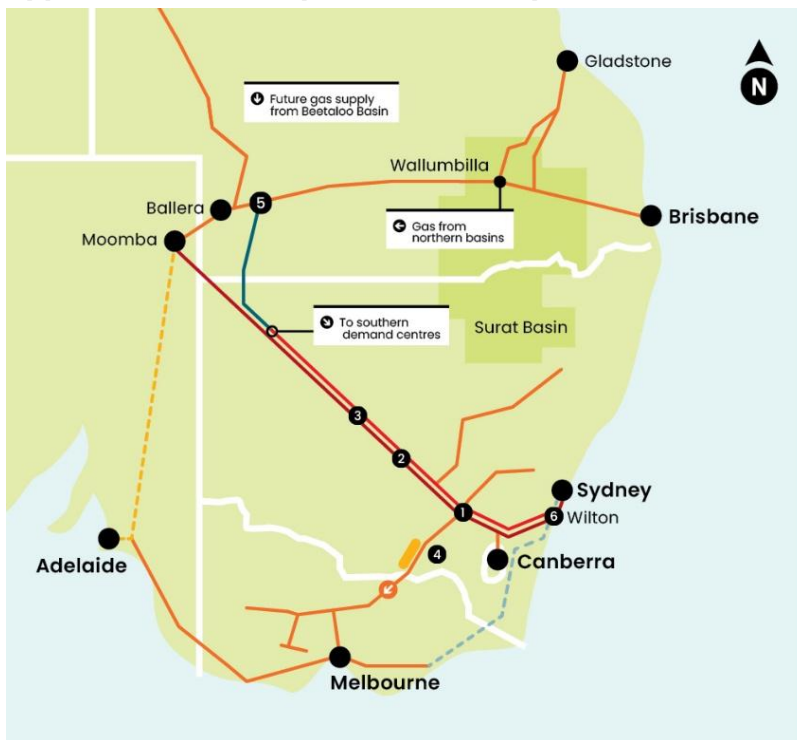 Gladstone
N
Future gas supply
from Beetaloo Basin
Wallumbilla
Ballera
5
Brisbane
Gas from
northern basins
Moomba
To southern
demand centres
Surat Basin
3
2
Sydney
1
6
Wilton
4
Adelaide
Canberra
Melbourne